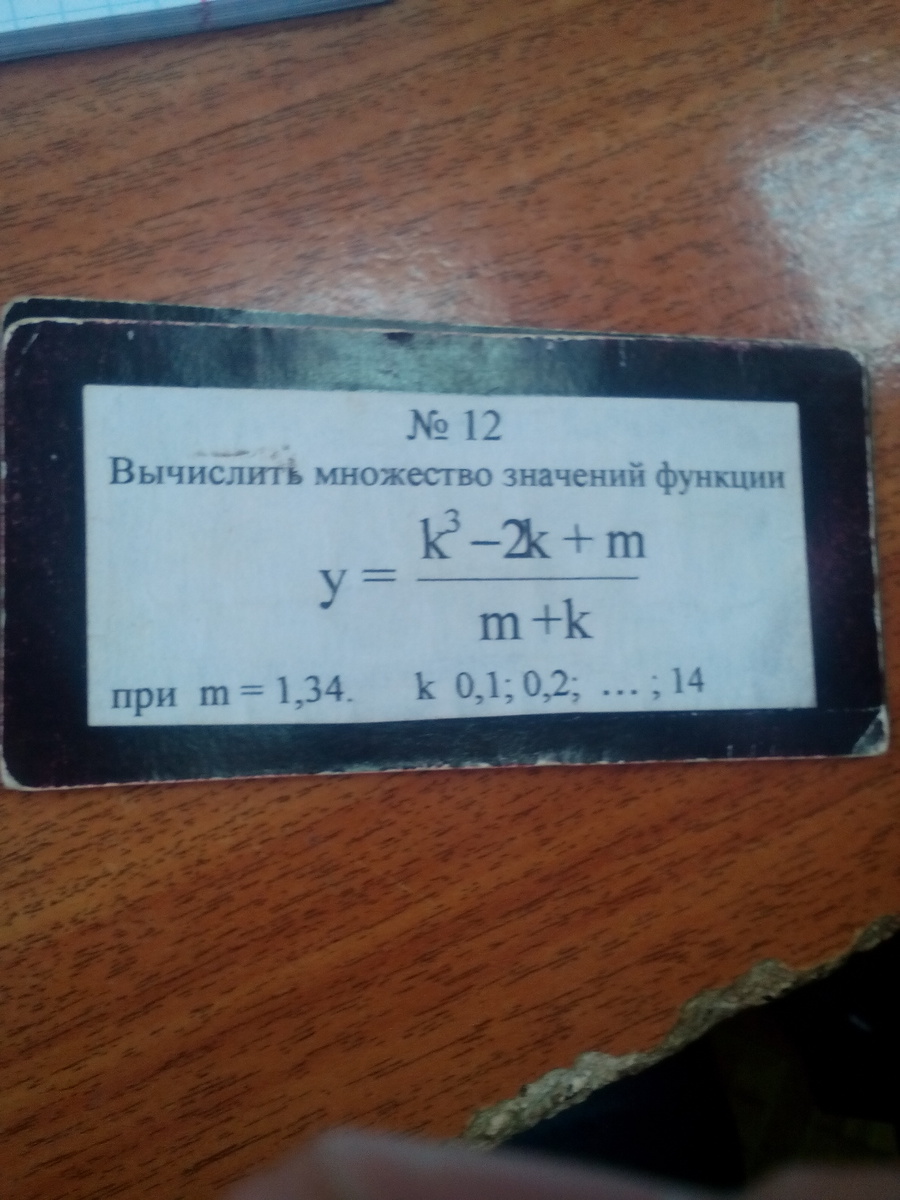 № 12
Вычислить множество значений функции
y = (k³ – 2k + m) / (m + k)
при m = 1,34. k 0,1; 0,2; ... ; 14